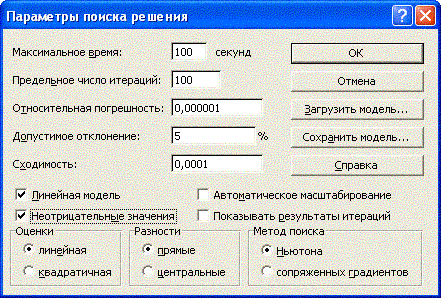 Параметры поиска решения
Максимальное время: 100 секунд
OK
Предельное число итераций: 100
Отмена
Относительная погрешность: 0,000001
Загрузить модель...
Допустимое отклонение: 5 %
Сохранить модель...
Сходимость: 0,0001
Справка
Линейная модель
Автоматическое масштабирование
Неотрицательные значения
Показывать результаты итераций
Оценки
линейная
квадратичная
Разности
прямые
центральные
Метод поиска
Ньютона
сопряженных градиентов